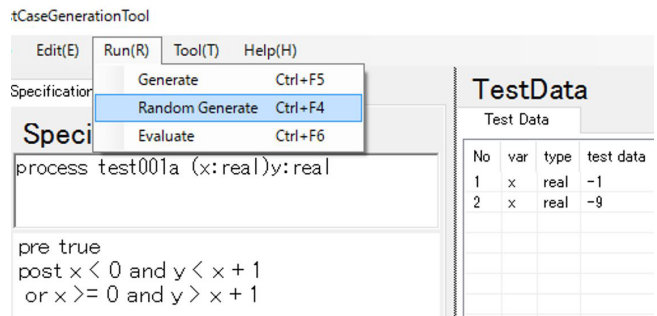 tCaseGenerationTool
Edit(E) Run(R) Tool(T) Help(H)
Generate Ctrl+F5
Random Generate Ctrl+F4
Evaluate Ctrl+F6
Specification
Speci
process test001a (x:real)y:real
pre true
post x < 0 and y < x + 1
or x >= 0 and y > x + 1
TestData
Test Data
No var type test data
1 x real -1
2 x real -9